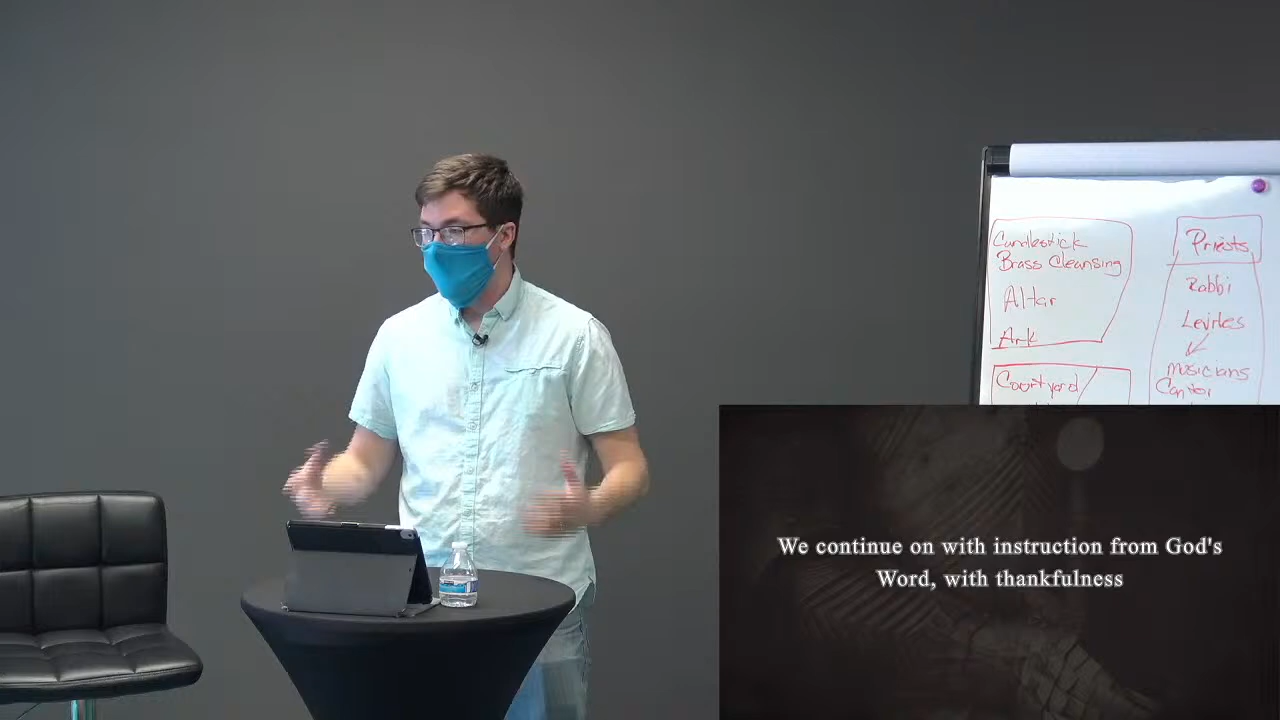 Candlestick
Brass Cleansing
Altar
Ark
Courtyard
Priests
Rabbi
Levites
Musicians
Cantor
We continue on with instruction from God's
Word, with thankfulness